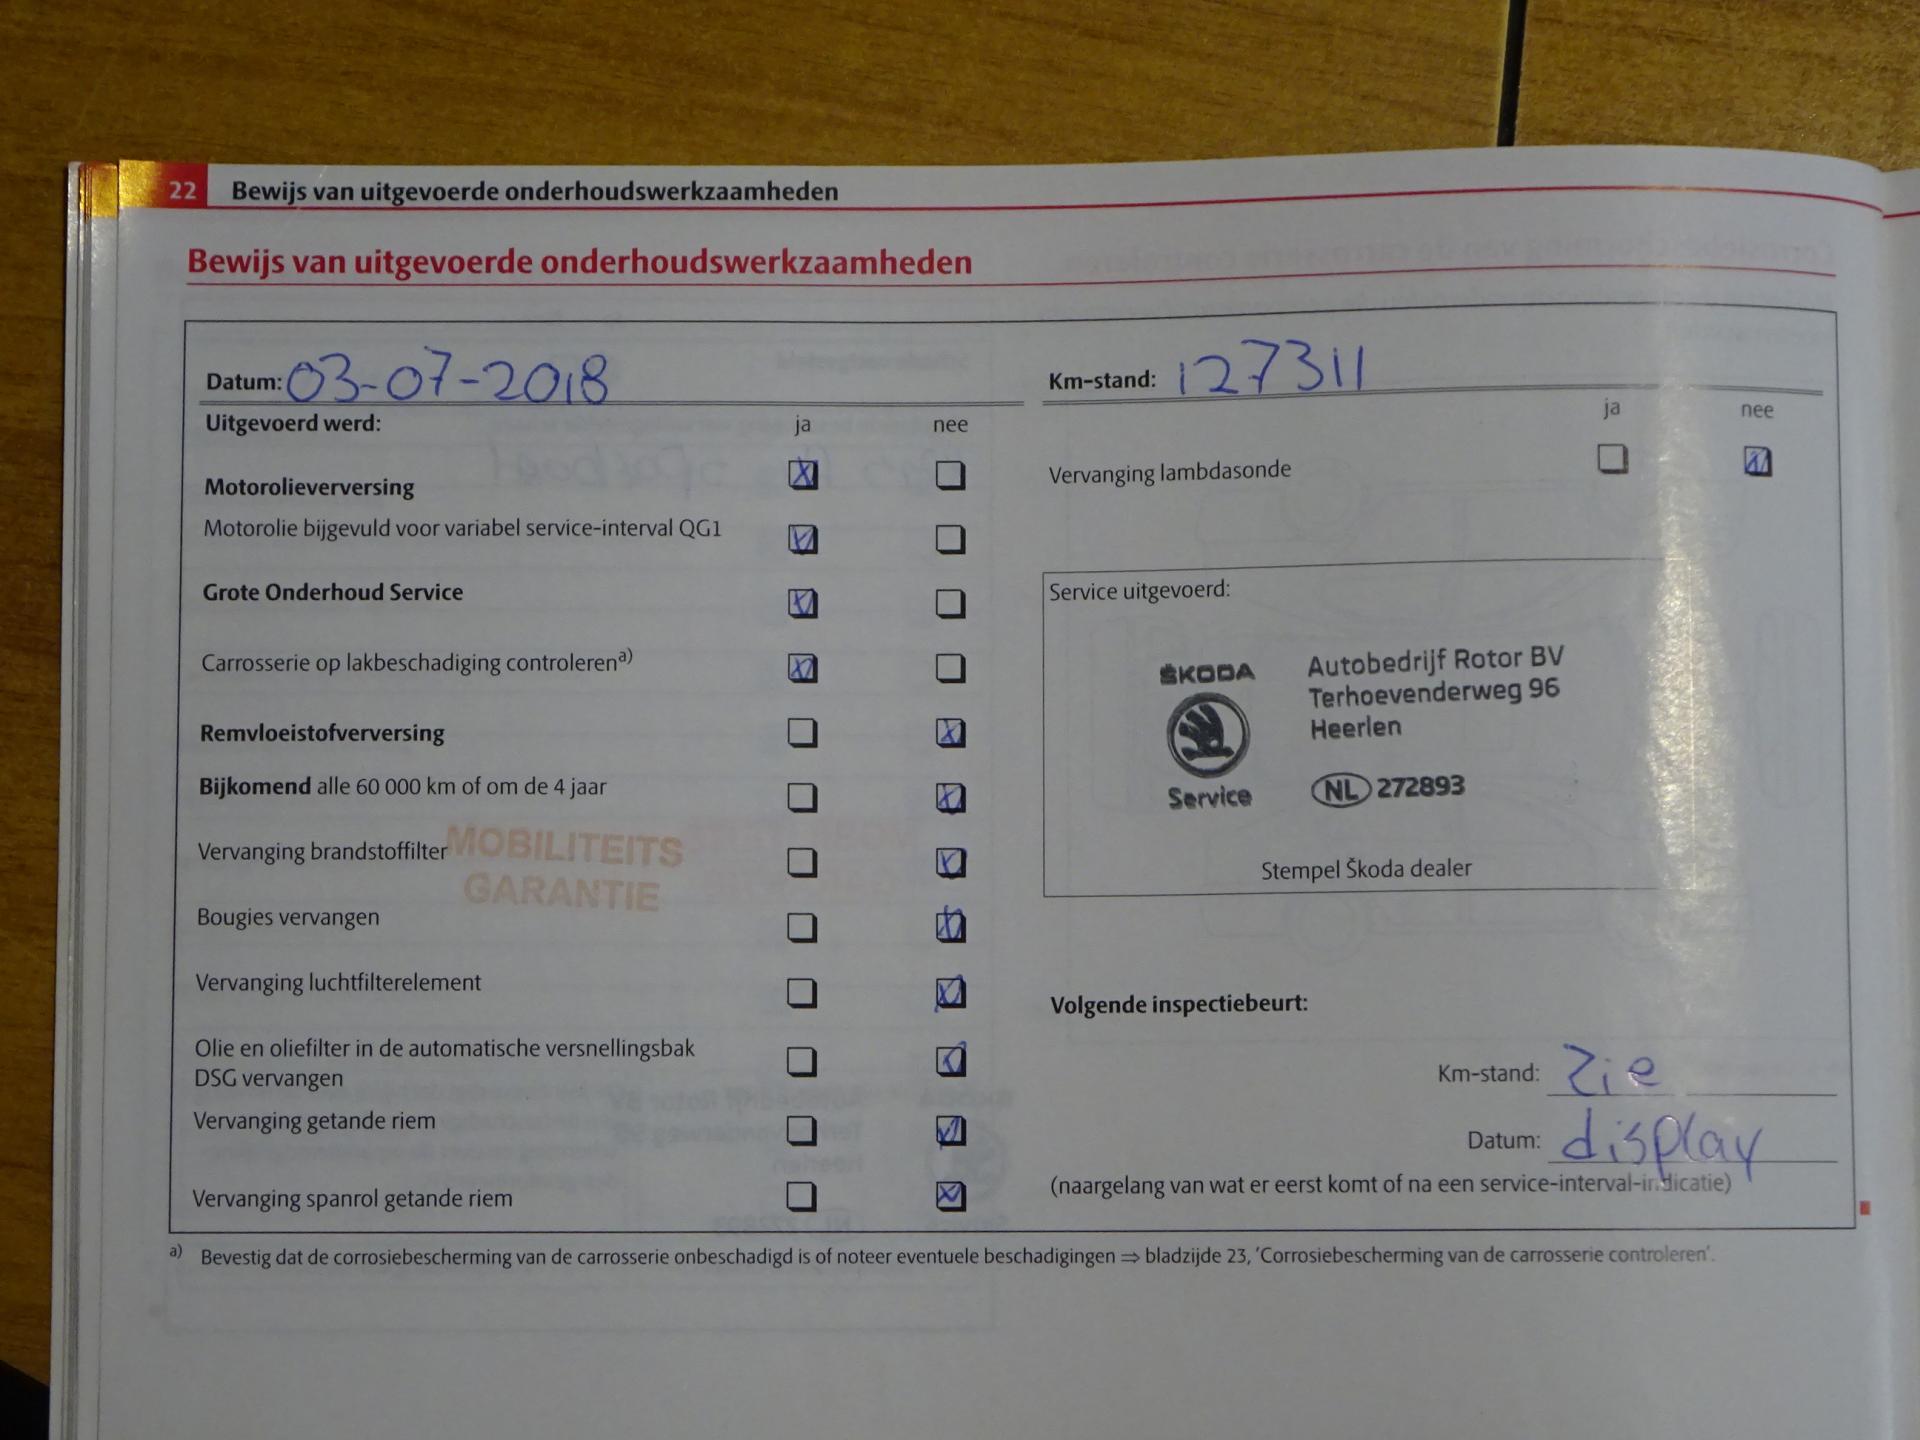 22 Bewijs van uitgevoerde onderhoudswerkzaamheden
Bewijs van uitgevoerde onderhoudswerkzaamheden
Datum: 03-07-2018
Uitgevoerd werd: ja nee
Motorolieverversing
Motorolie bijgevuld voor variabel service-interval QG1
Grote Onderhoud Service
Carrosserie op lakbeschadiging controleren a)
Remvloeistofverversing
Bijkomend alle 60 000 km of om de 4 jaar
Vervanging brandstoffilter
MOBILITEITS
GARANTIE
Bougies vervangen
Vervanging luchtfilterelement
Olie en oliefilter in de automatische versnellingsbak
DSG vervangen
Vervanging getande riem
Vervanging spanrol getande riem
Km-stand: 127311
ja nee
Vervanging lambdasonde
Service uitgevoerd:
ŠKODA
Service
Autobedrijf Rotor BV
Terhoevenderweg 96
Heerlen
NL 272893
Stempel Škoda dealer
Volgende inspectiebeurt:
Km-stand: Zie
Datum: display
(naargelang van wat er eerst komt of na een service-interval-indicatie)
a) Bevestig dat de corrosiebescherming van de carrosserie onbeschadigd is of noteer eventuele beschadigingen ⇒ bladzijde 23, 'Corrosiebescherming van de carrosserie controleren'.